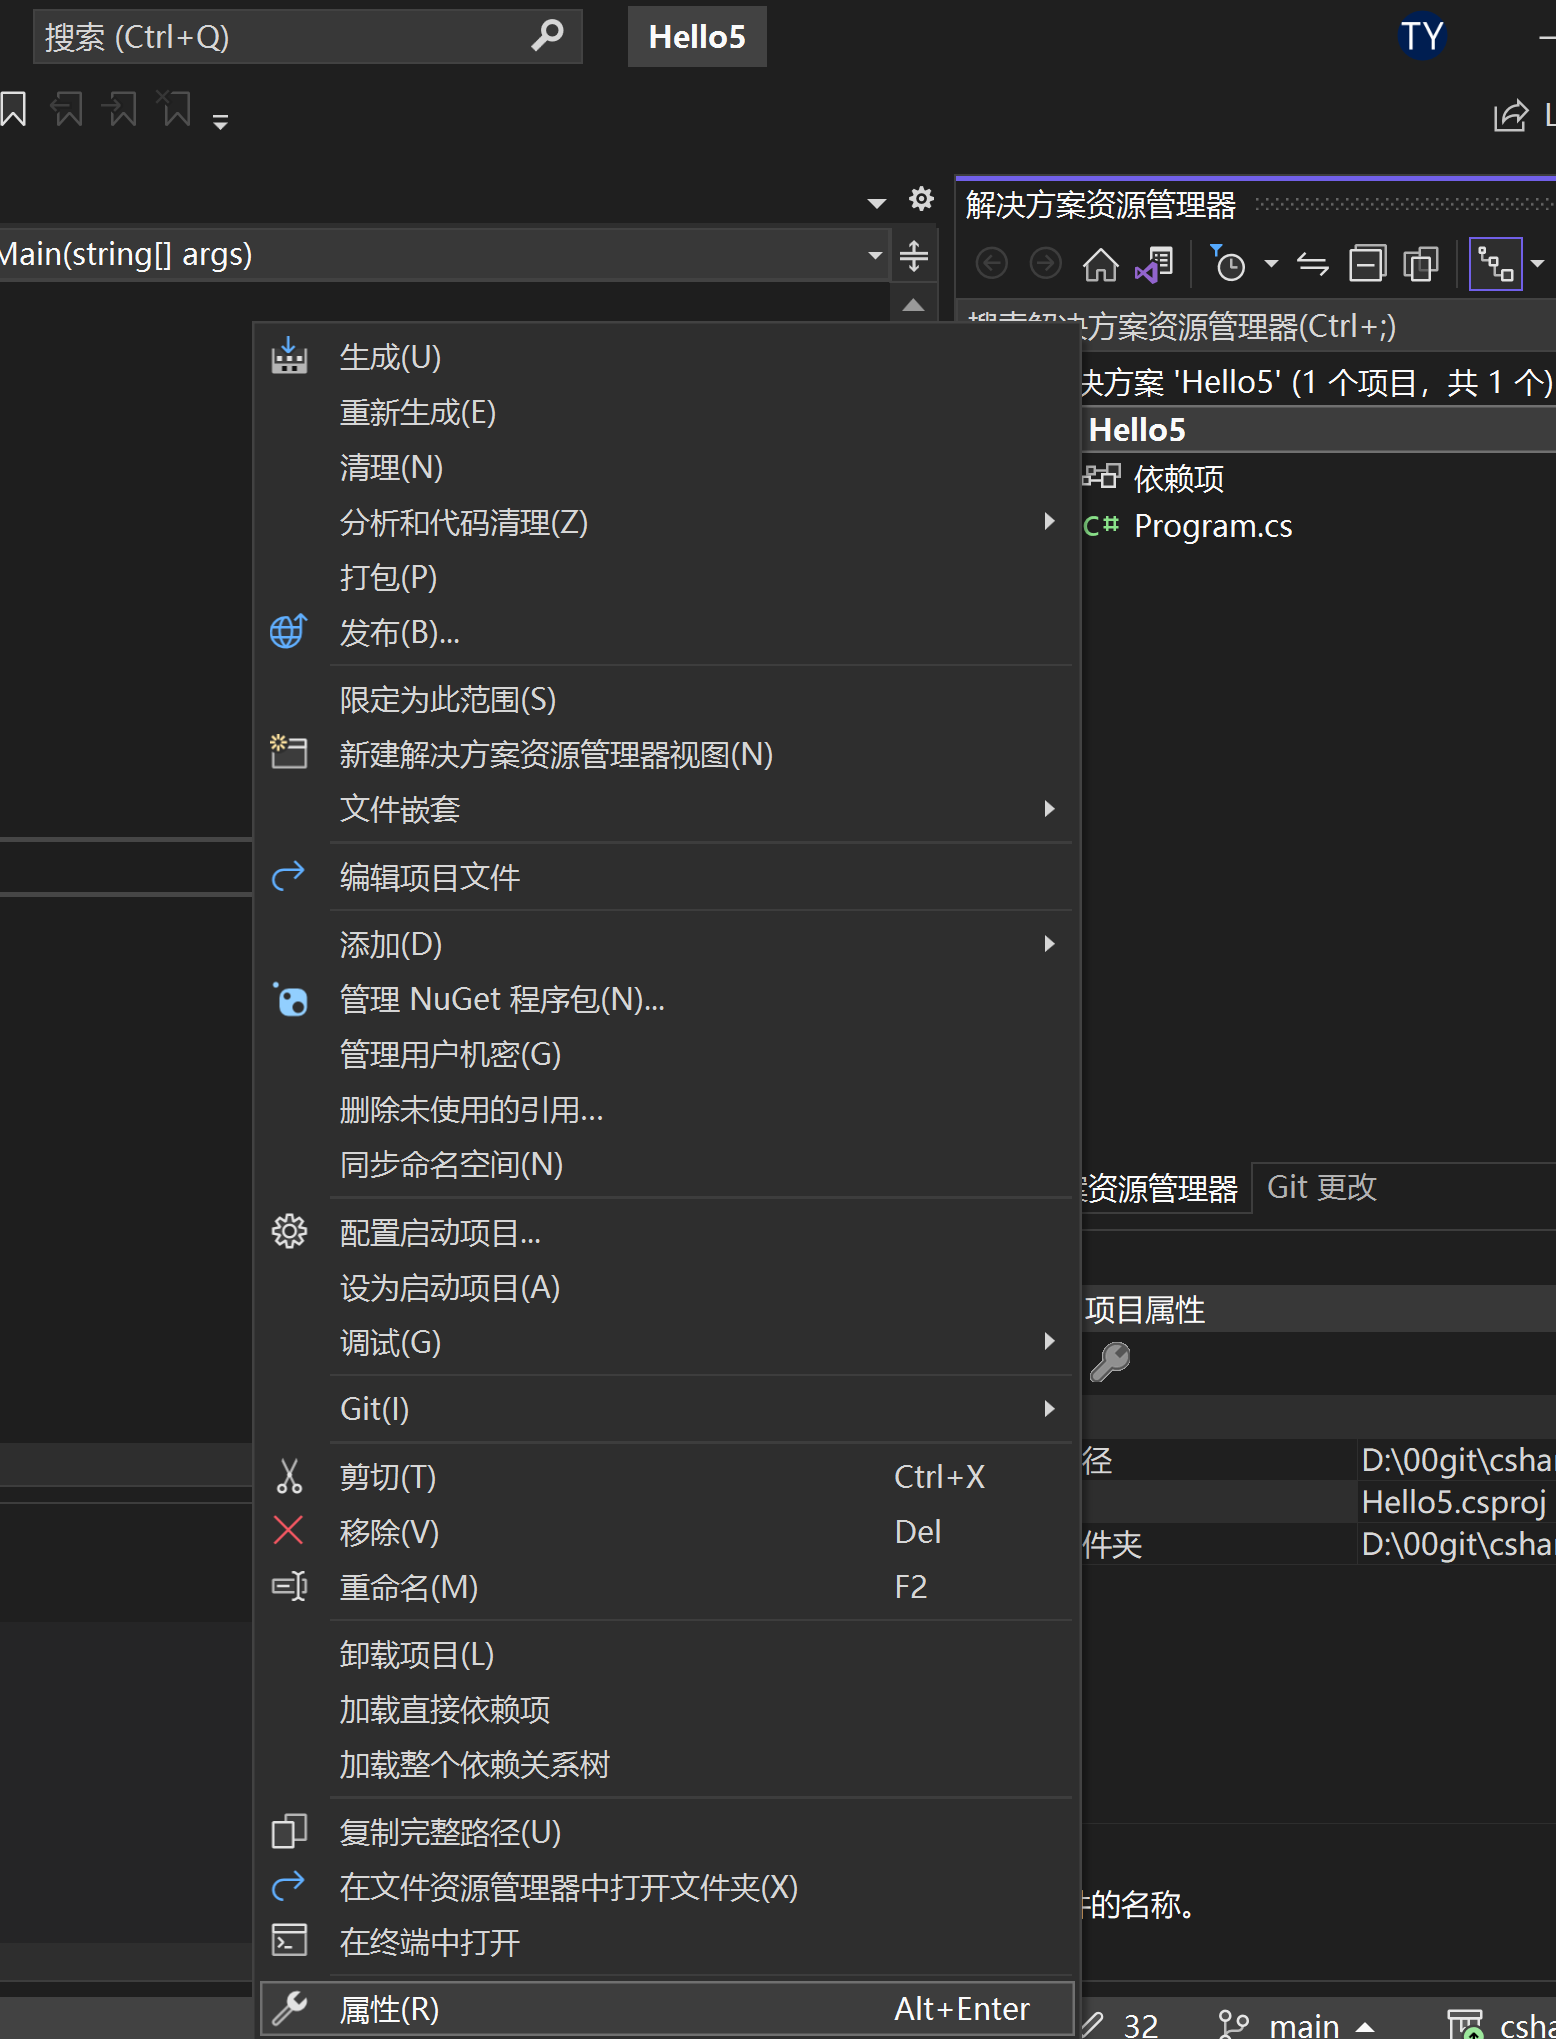 搜索 (Ctrl+Q)
Hello5
TY
Main(string[] args)
解决方案资源管理器
搜索解决方案资源管理器(Ctrl+;)
决方案 'Hello5' (1 个项目，共 1 个)
Hello5
依赖项
C# Program.cs
生成(U)
重新生成(E)
清理(N)
分析和代码清理(Z)
打包(P)
发布(B)...
限定为此范围(S)
新建解决方案资源管理器视图(N)
文件嵌套
编辑项目文件
添加(D)
管理 NuGet 程序包(N)...
管理用户机密(G)
删除未使用的引用...
同步命名空间(N)
配置启动项目...
设为启动项目(A)
调试(G)
Git(I)
剪切(T) Ctrl+X
移除(V) Del
重命名(M) F2
卸载项目(L)
加载直接依赖项
加载整个依赖关系树
复制完整路径(U)
在文件资源管理器中打开文件夹(X)
在终端中打开
属性(R) Alt+Enter
资源管理器
Git 更改
项目属性
径 D:\00git\csha
Hello5.csproj
件夹 D:\00git\csha
件的名称。
32
main
csha